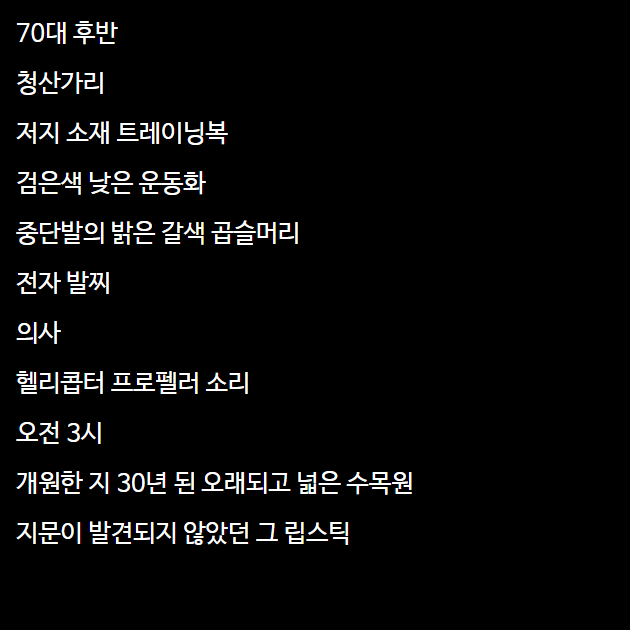 70대 후반
청산가리
저지 소재 트레이닝복
검은색 낮은 운동화
중단발의 밝은 갈색 곱슬머리
전자 발찌
의사
헬리콥터 프로펠러 소리
오전 3시
개원한 지 30년 된 오래되고 넓은 수목원
지문이 발견되지 않았던 그 립스틱